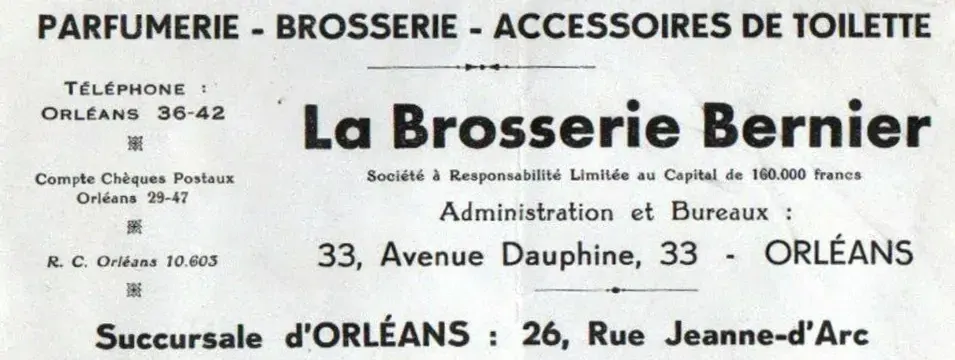 PARFUMERIE - BROSSERIE - ACCESSOIRES DE TOILETTE
TÉLÉPHONE :
ORLÉANS 36-42
Compte Chèques Postaux
Orléans 29-47
R. C. Orléans 10.603
La Brosserie Bernier
Société à Responsabilité Limitée au Capital de 160.000 francs
Administration et Bureaux :
33, Avenue Dauphine, 33 - ORLÉANS
Succursale d'ORLÉANS : 26, Rue Jeanne-d'Arc